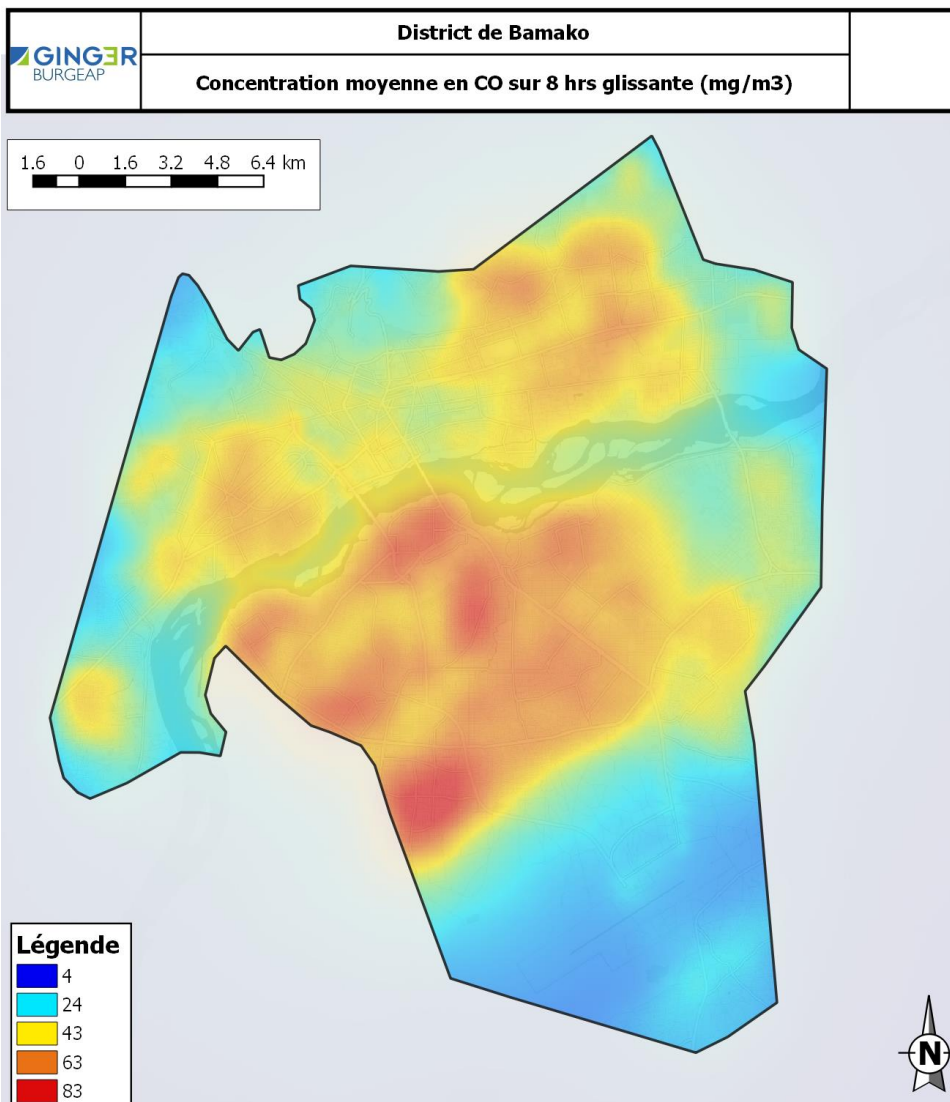 GINGER
BURGEAP
District de Bamako
Concentration moyenne en CO sur 8 hrs glissante (mg/m3)
1.6 0 1.6 3.2 4.8 6.4 km
Légende
4
24
43
63
83
N